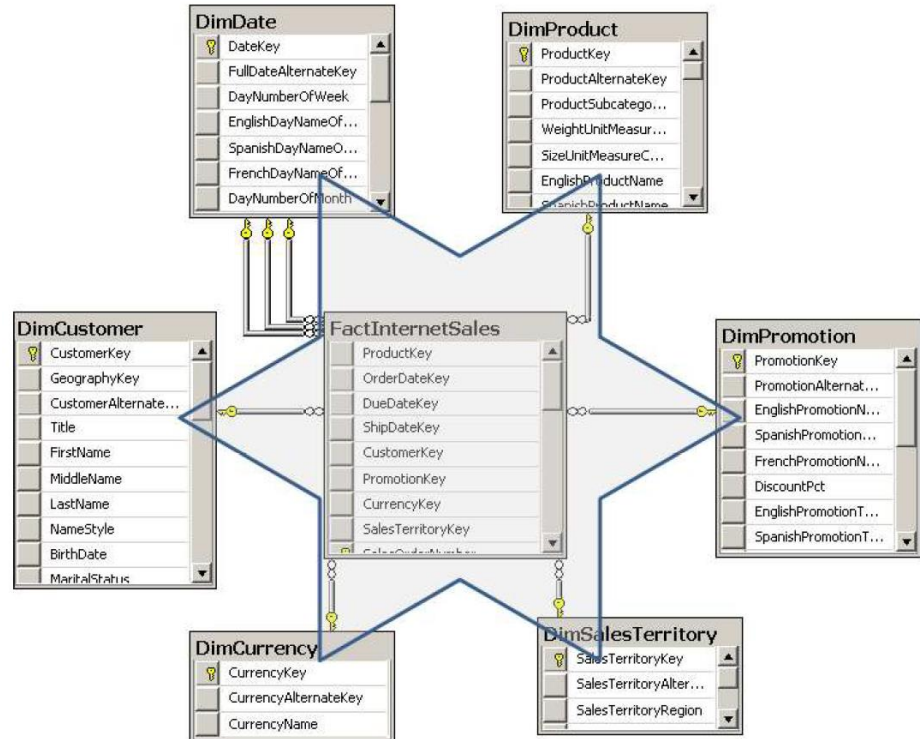 DimDate
DateKey
FullDateAlternateKey
DayNumberOfWeek
EnglishDayNameOf...
SpanishDayNameO...
FrenchDayNameOf...
DayNumberOfMonth
DimProduct
ProductKey
ProductAlternateKey
ProductSubcatego...
WeightUnitMeasur...
SizeUnitMeasureC...
EnglishProductName
SpanishProductName
DimCustomer
CustomerKey
GeographyKey
CustomerAlternate...
Title
FirstName
MiddleName
LastName
NameStyle
BirthDate
MaritalStatus
FactInternetSales
ProductKey
OrderDateKey
DueDateKey
ShipDateKey
CustomerKey
PromotionKey
CurrencyKey
SalesTerritoryKey
SalesOrderNumber
DimPromotion
PromotionKey
PromotionAlternat...
EnglishPromotionN...
SpanishPromotion...
FrenchPromotionN...
DiscountPct
EnglishPromotionT...
SpanishPromotionT...
DimCurrency
CurrencyKey
CurrencyAlternateKey
CurrencyName
DimSalesTerritory
SalesTerritoryKey
SalesTerritoryAlter...
SalesTerritoryRegion